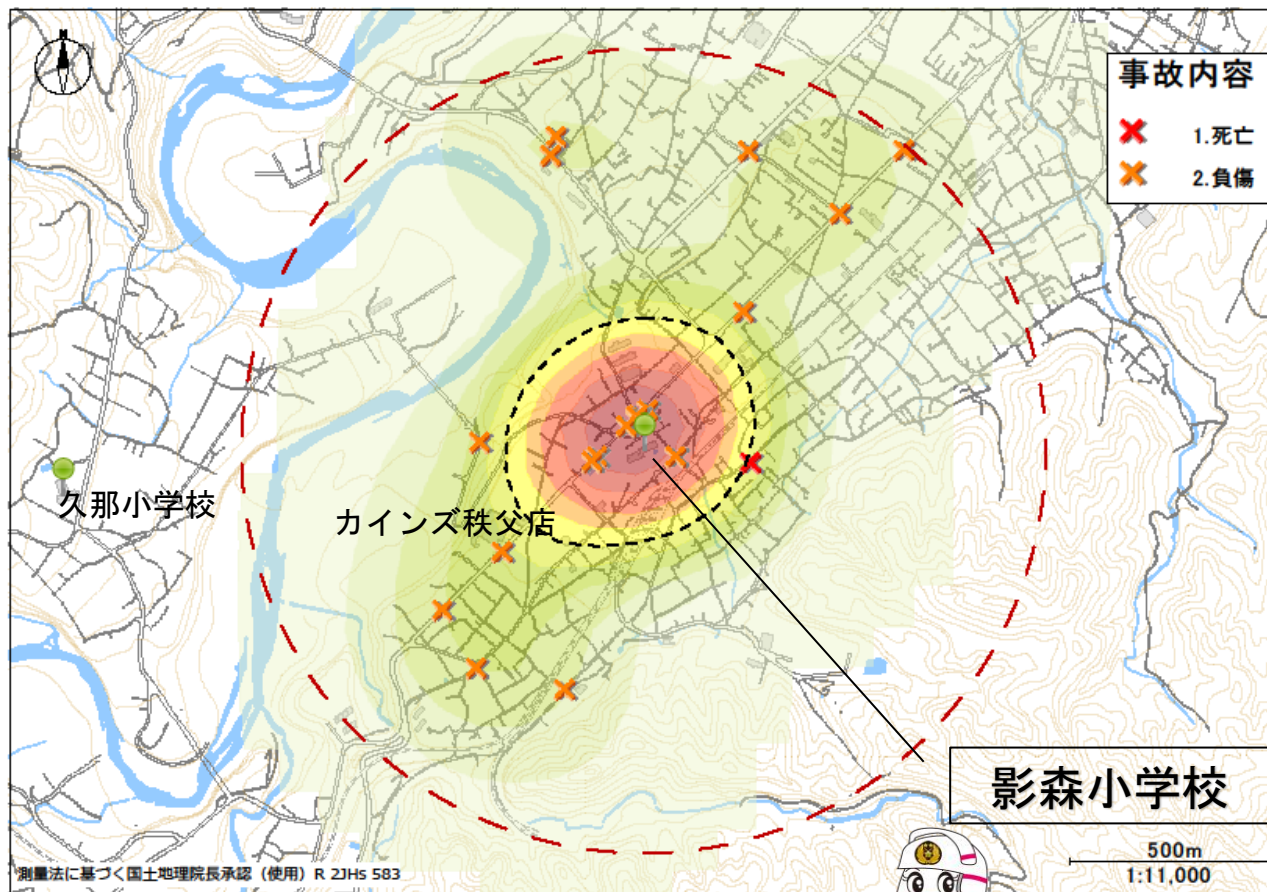 N
事故内容
1.死亡
2.負傷
久那小学校
カインズ秩父店
影森小学校
500m
1:11,000
測量法に基づく国土地理院長承認（使用）R 2JHs 583